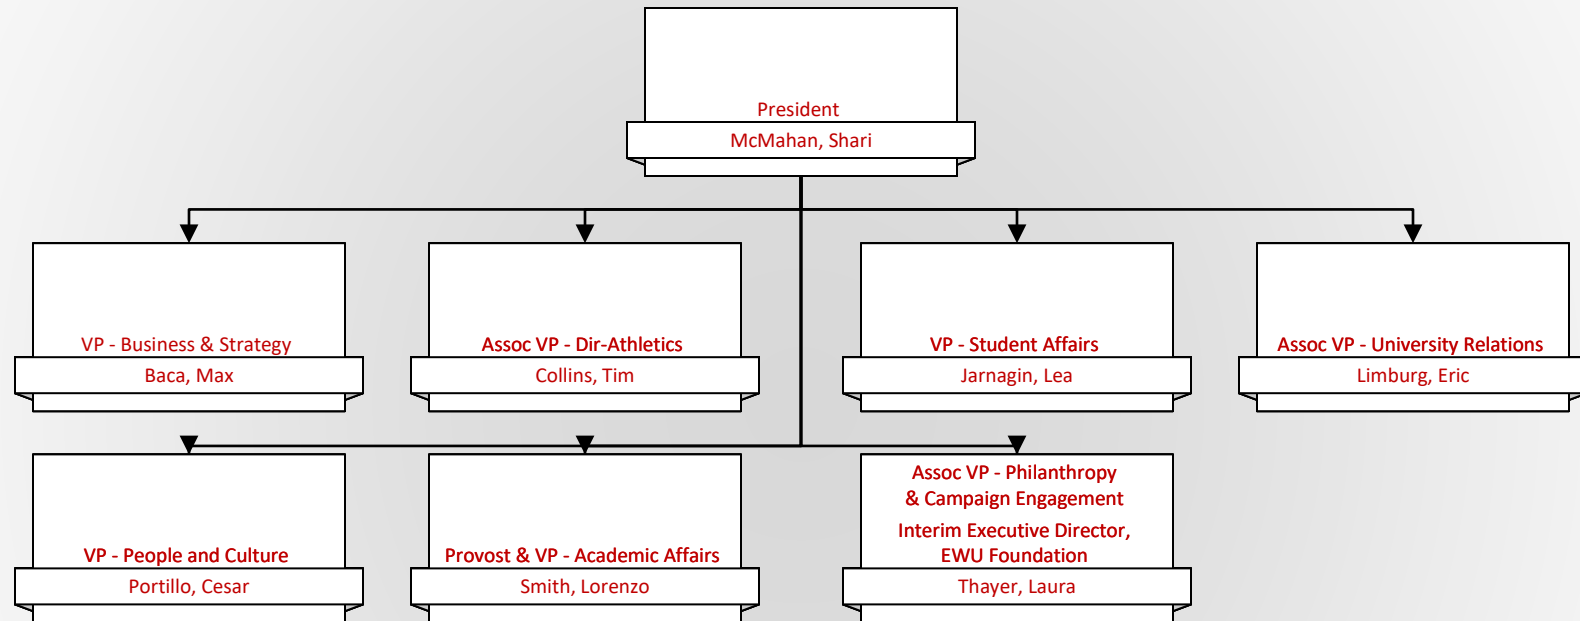 President
McMahan, Shari
VP - Business & Strategy
Baca, Max
Assoc VP - Dir-Athletics
Collins, Tim
VP - Student Affairs
Jarnagin, Lea
Assoc VP - University Relations
Limburg, Eric
VP - People and Culture
Portillo, Cesar
Provost & VP - Academic Affairs
Smith, Lorenzo
Assoc VP - Philanthropy
& Campaign Engagement
Interim Executive Director,
EWU Foundation
Thayer, Laura